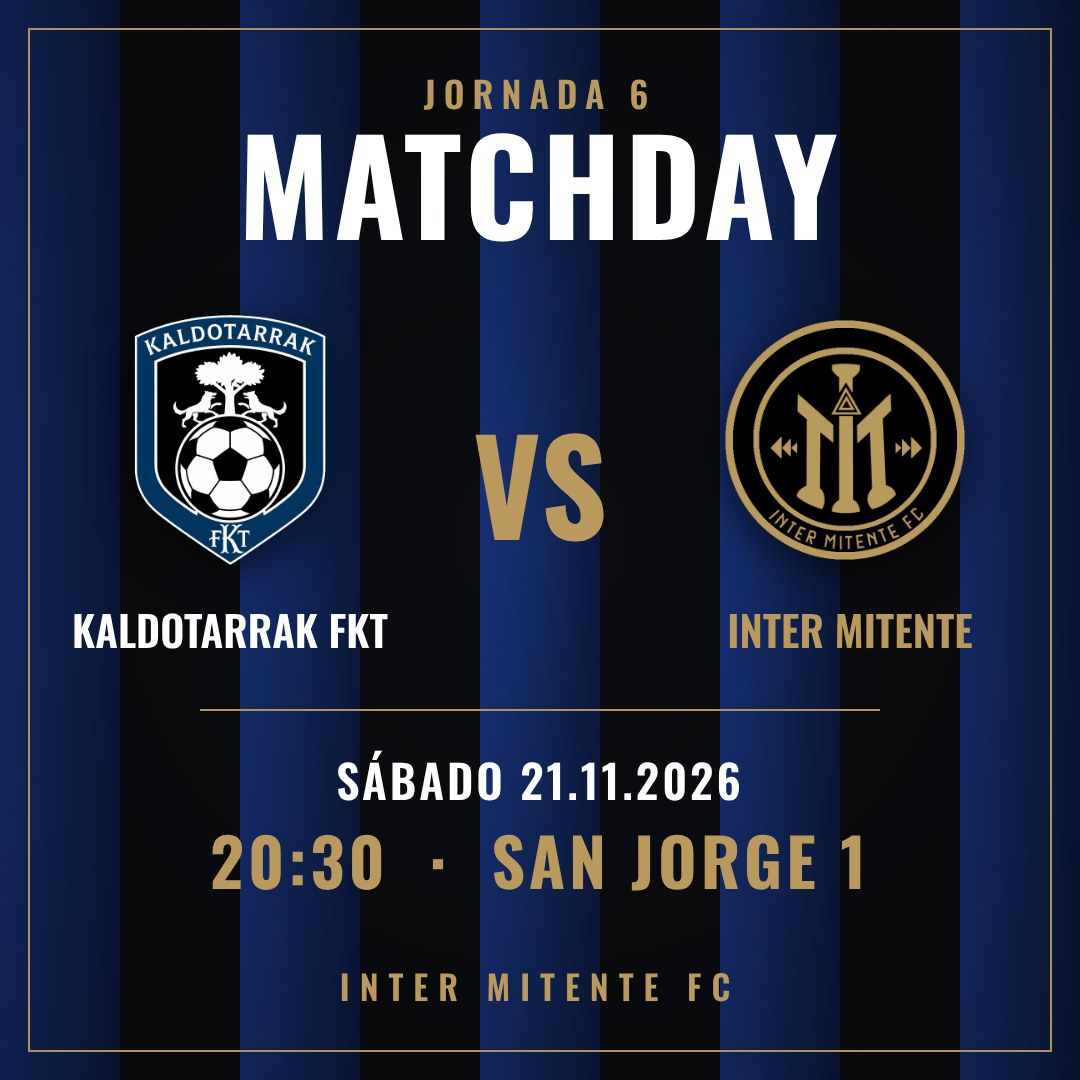 JORNADA 6
MATCHDAY
KALDOTARRAK
FKT
INTER MITENTE FC
VS
KALDOTARRAK FKT
INTER MITENTE
SÁBADO 21.11.2026
20:30 · SAN JORGE 1
INTER MITENTE FC